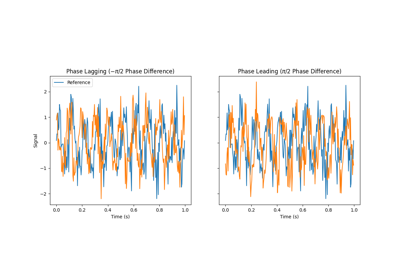 Phase Lagging (−π/2 Phase Difference)
Phase Leading (π/2 Phase Difference)
Reference
Signal
2
1
0
−1
−2
0.0 0.2 0.4 0.6 0.8 1.0
0.0 0.2 0.4 0.6 0.8 1.0
Time (s)
Time (s)